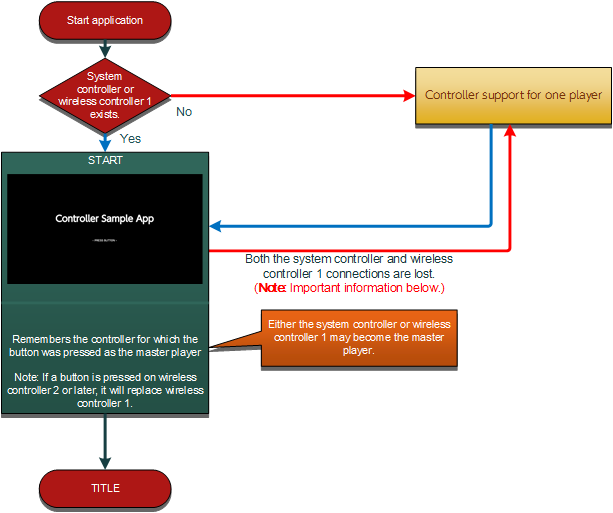 Start application
System
controller or
wireless controller 1
exists.
No
Controller support for one player
Yes
START
Controller Sample App
- PRESS BUTTON -
Both the system controller and wireless
controller 1 connections are lost.
(Note: Important information below.)
Remembers the controller for which the
button was pressed as the master player
Note: If a button is pressed on wireless
controller 2 or later, it will replace wireless
controller 1.
Either the system controller or wireless
controller 1 may become the master
player.
TITLE